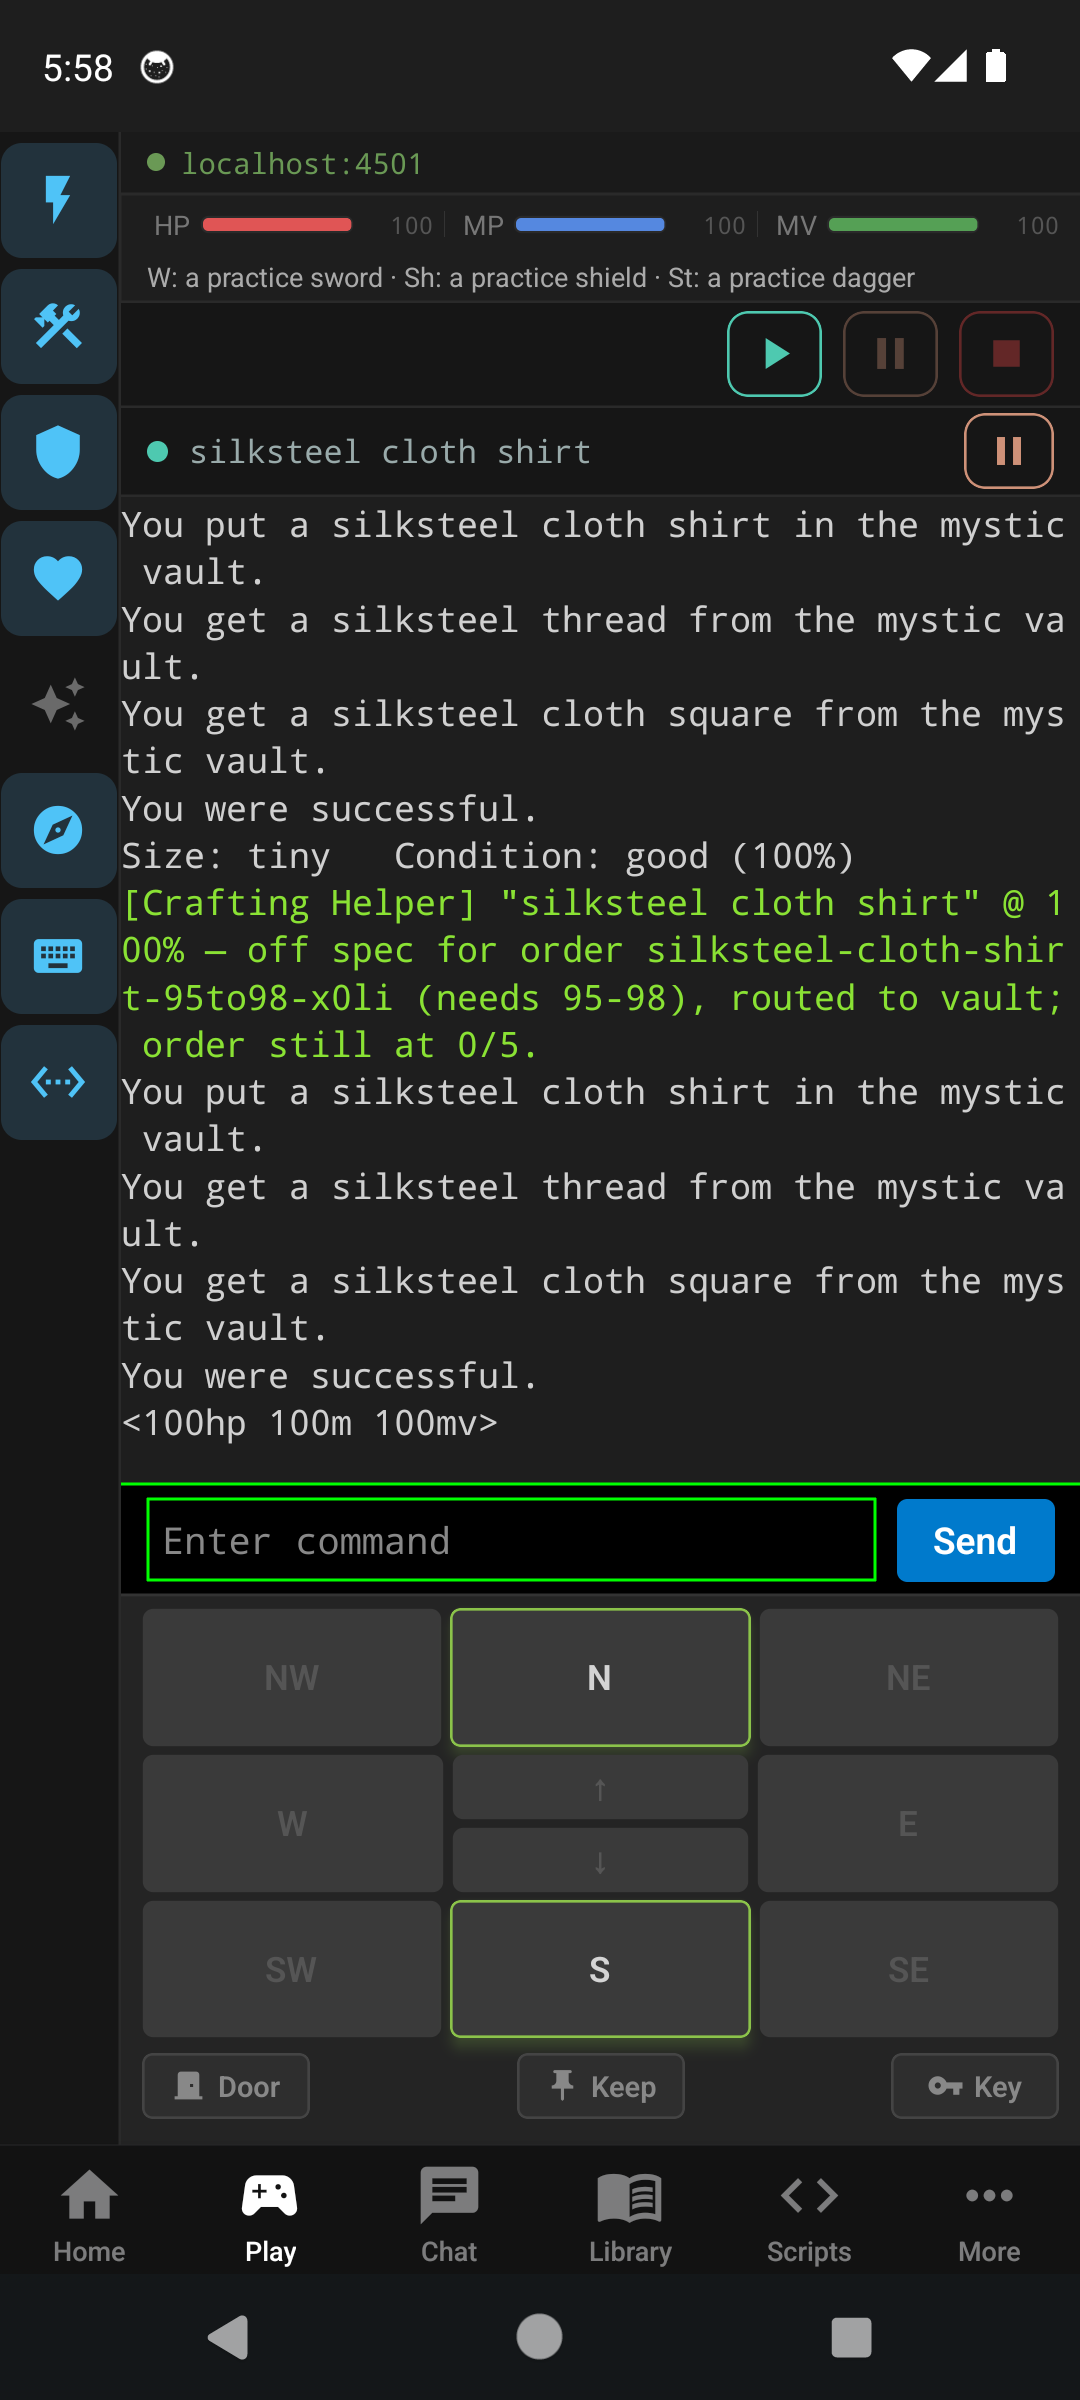 5:58
localhost:4501
HP 100 MP 100 MV 100
W: a practice sword · Sh: a practice shield · St: a practice dagger
silksteel cloth shirt
You put a silksteel cloth shirt in the mystic
 vault.
You get a silksteel thread from the mystic va
ult.
You get a silksteel cloth square from the mys
tic vault.
You were successful.
Size: tiny   Condition: good (100%)
[Crafting Helper] "silksteel cloth shirt" @ 1
00% — off spec for order silksteel-cloth-shir
t-95to98-x0li (needs 95-98), routed to vault;
 order still at 0/5.
You put a silksteel cloth shirt in the mystic
 vault.
You get a silksteel thread from the mystic va
ult.
You get a silksteel cloth square from the mys
tic vault.
You were successful.
<100hp 100m 100mv>
Enter command Send
NW N NE
↑
W E
↓
SW S SE
Door Keep Key
Home Play Chat Library Scripts More